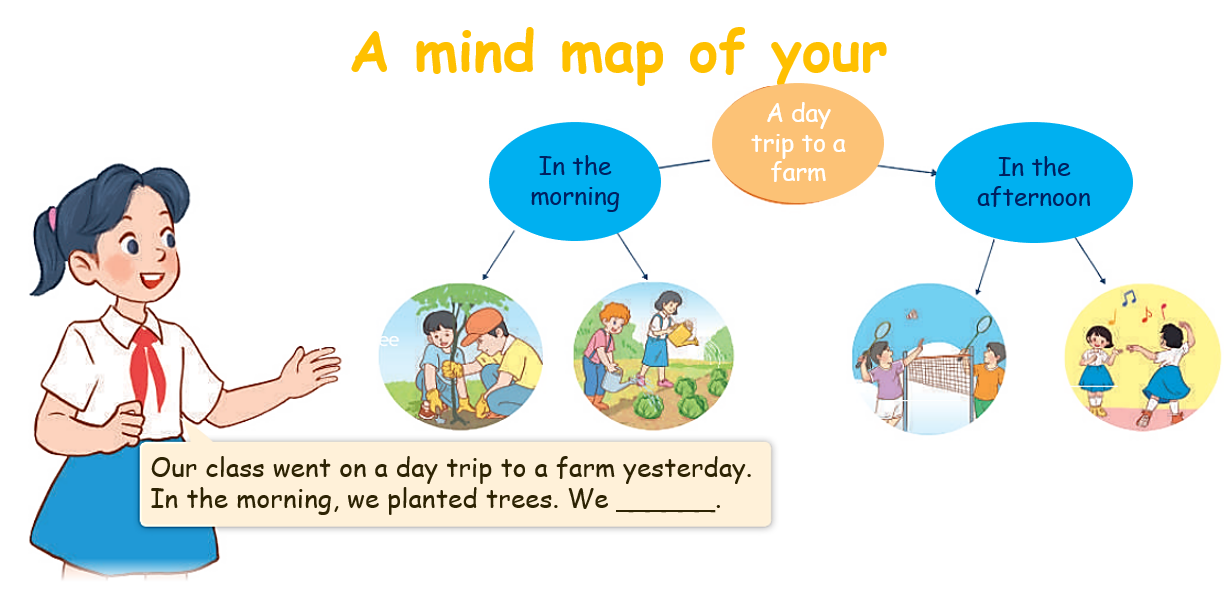 A mind map of your
A day
trip to a
farm
In the
morning
In the
afternoon
ee
Our class went on a day trip to a farm yesterday.
In the morning, we planted trees. We ______.